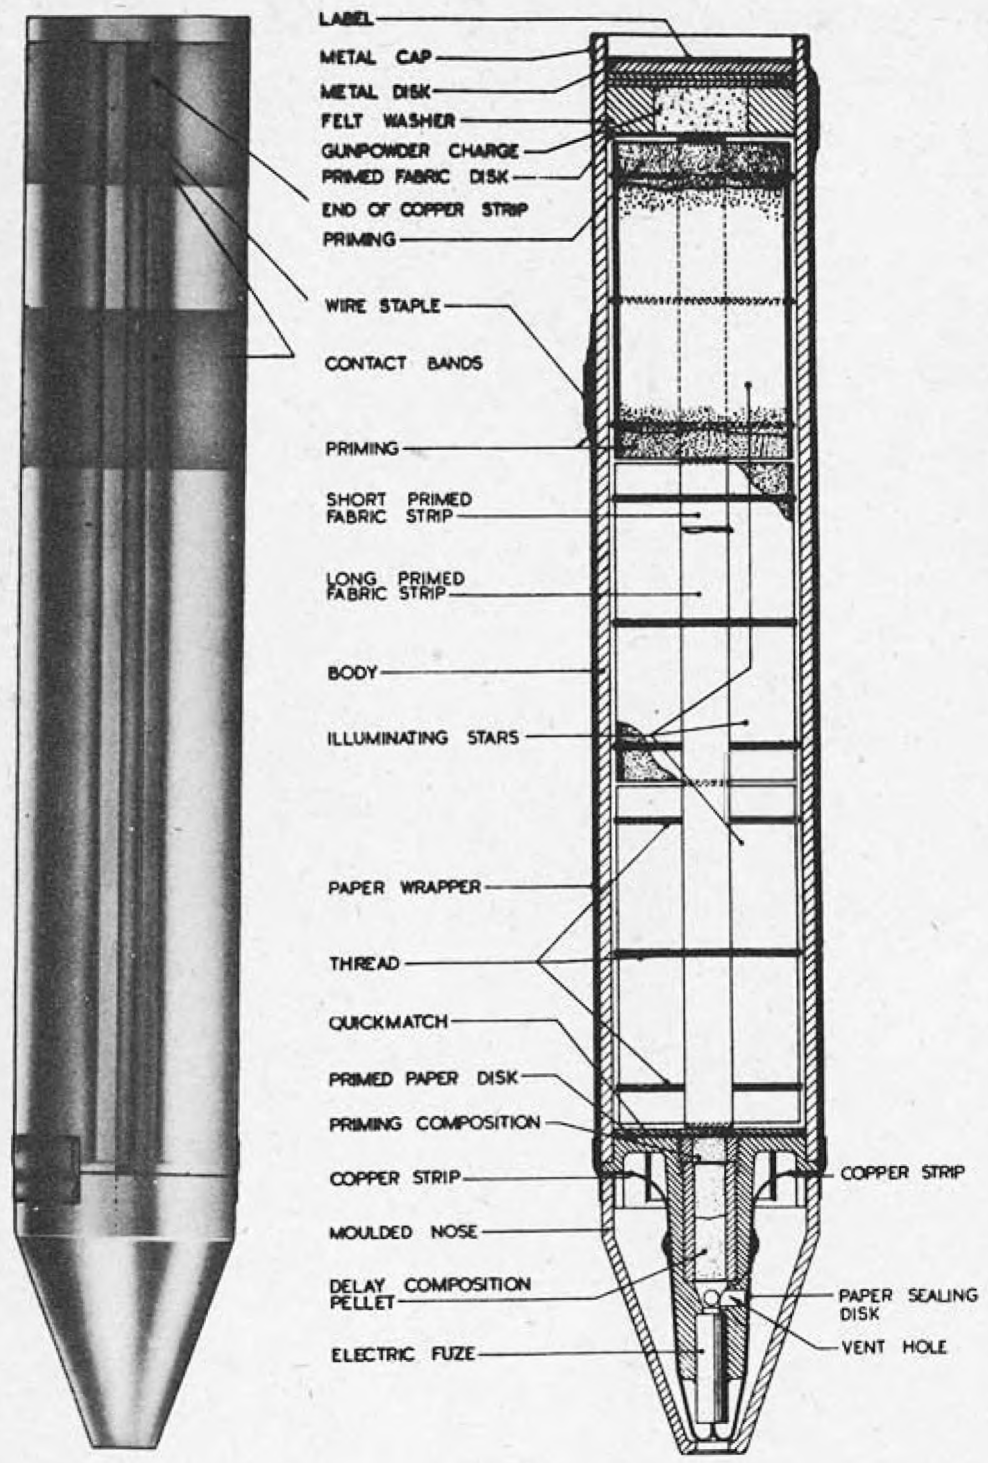 LABEL
METAL CAP
METAL DISK
FELT WASHER
GUNPOWDER CHARGE
PRIMED FABRIC DISK
END OF COPPER STRIP
PRIMING
WIRE STAPLE
CONTACT BANDS
PRIMING
SHORT PRIMED
FABRIC STRIP
LONG PRIMED
FABRIC STRIP
BODY
ILLUMINATING STARS
PAPER WRAPPER
THREAD
QUICKMATCH
PRIMED PAPER DISK
PRIMING COMPOSITION
COPPER STRIP
COPPER STRIP
MOULDED NOSE
DELAY COMPOSITION
PELLET
PAPER SEALING
DISK
VENT HOLE
ELECTRIC FUZE